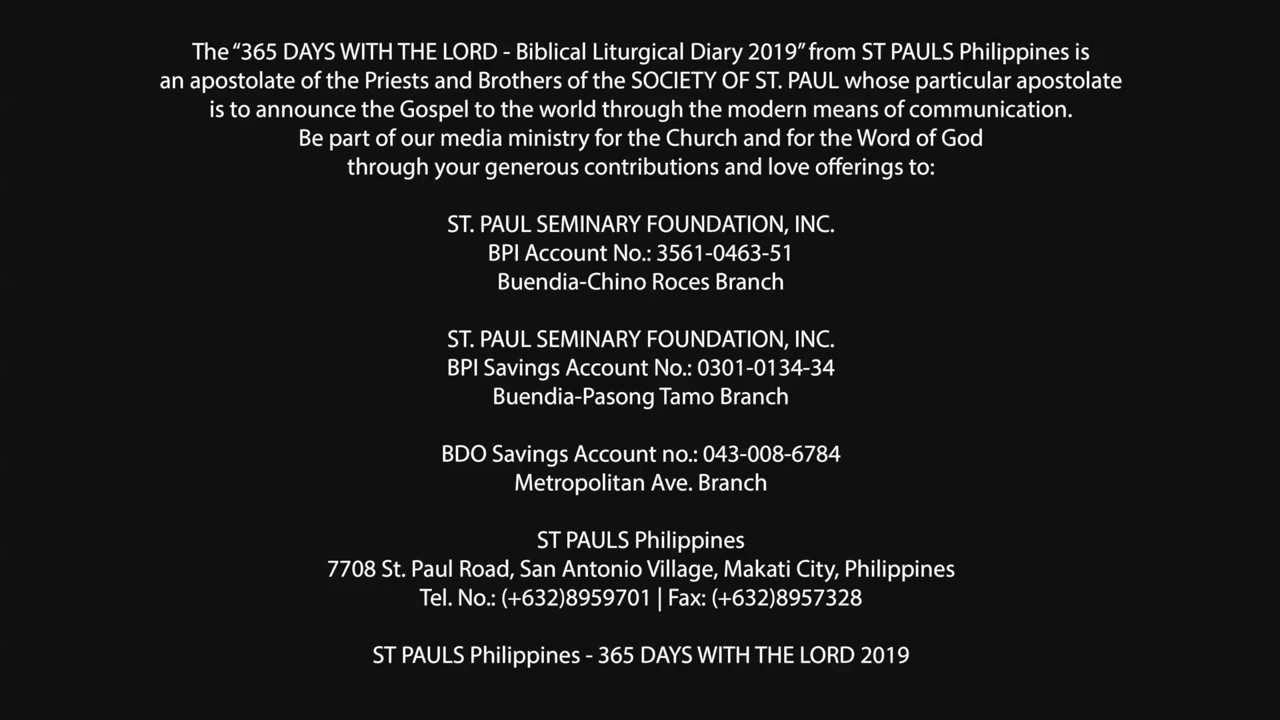 The “365 DAYS WITH THE LORD - Biblical Liturgical Diary 2019” from ST PAULS Philippines is
an apostolate of the Priests and Brothers of the SOCIETY OF ST. PAUL whose particular apostolate
is to announce the Gospel to the world through the modern means of communication.
Be part of our media ministry for the Church and for the Word of God
through your generous contributions and love offerings to:
ST. PAUL SEMINARY FOUNDATION, INC.
BPI Account No.: 3561-0463-51
Buendia-Chino Roces Branch
ST. PAUL SEMINARY FOUNDATION, INC.
BPI Savings Account No.: 0301-0134-34
Buendia-Pasong Tamo Branch
BDO Savings Account no.: 043-008-6784
Metropolitan Ave. Branch
ST PAULS Philippines
7708 St. Paul Road, San Antonio Village, Makati City, Philippines
Tel. No.: (+632)8959701 | Fax: (+632)8957328
ST PAULS Philippines - 365 DAYS WITH THE LORD 2019